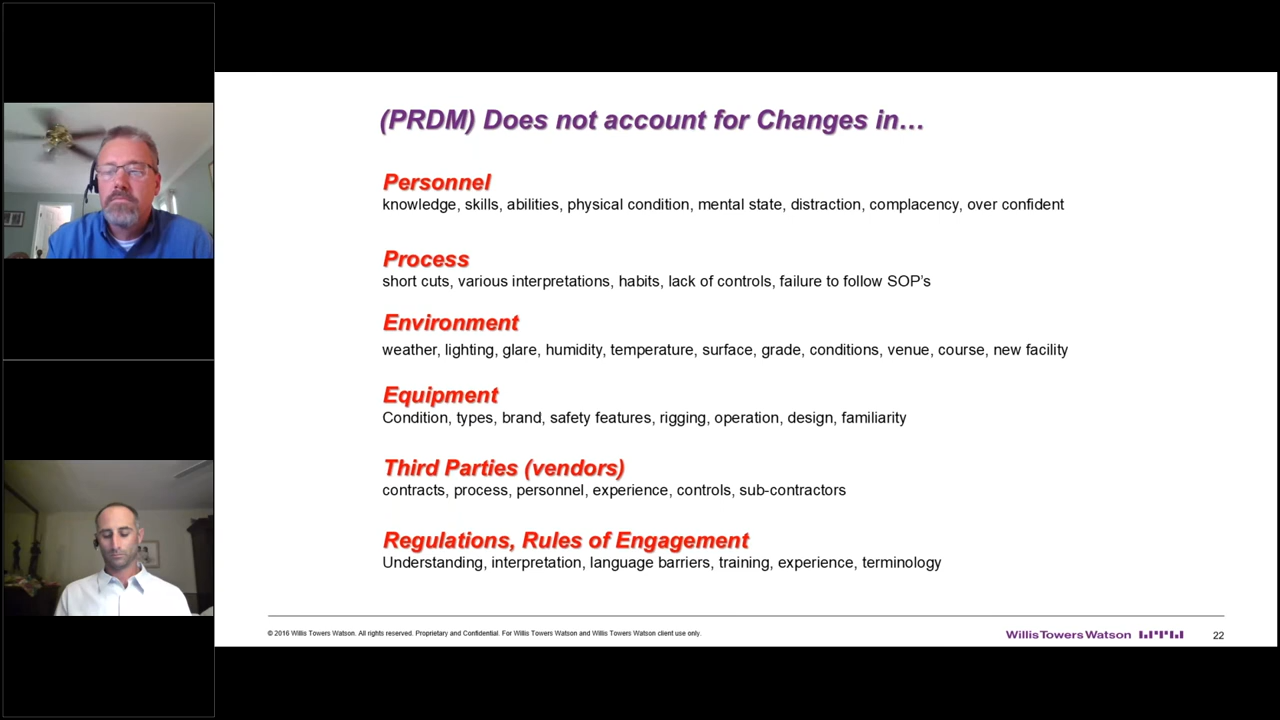 (PRDM) Does not account for Changes in…
Personnel
knowledge, skills, abilities, physical condition, mental state, distraction, complacency, over confident
Process
short cuts, various interpretations, habits, lack of controls, failure to follow SOP’s
Environment
weather, lighting, glare, humidity, temperature, surface, grade, conditions, venue, course, new facility
Equipment
Condition, types, brand, safety features, rigging, operation, design, familiarity
Third Parties (vendors)
contracts, process, personnel, experience, controls, sub-contractors
Regulations, Rules of Engagement
Understanding, interpretation, language barriers, training, experience, terminology
© 2016 Willis Towers Watson. All rights reserved. Proprietary and Confidential. For Willis Towers Watson and Willis Towers Watson client use only.
WillisTowersWatson
22